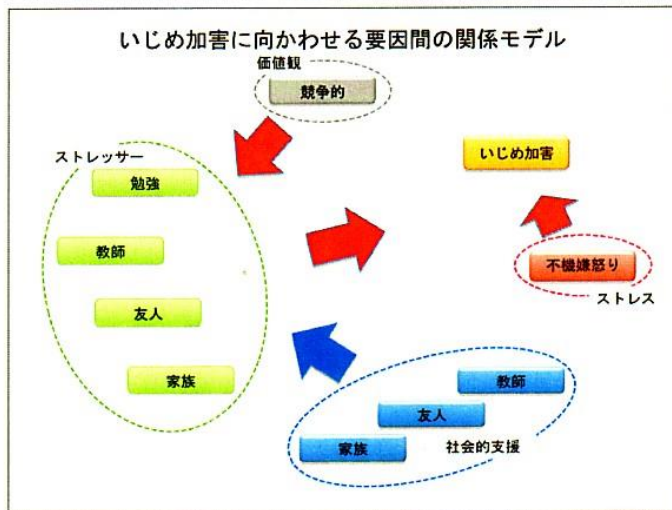 いじめ加害に向かわせる要因間の関係モデル
価値観
競争的
ストレッサー
勉強
教師
友人
家族
いじめ加害
不機嫌怒り
ストレス
教師
友人
家族
社会的支援